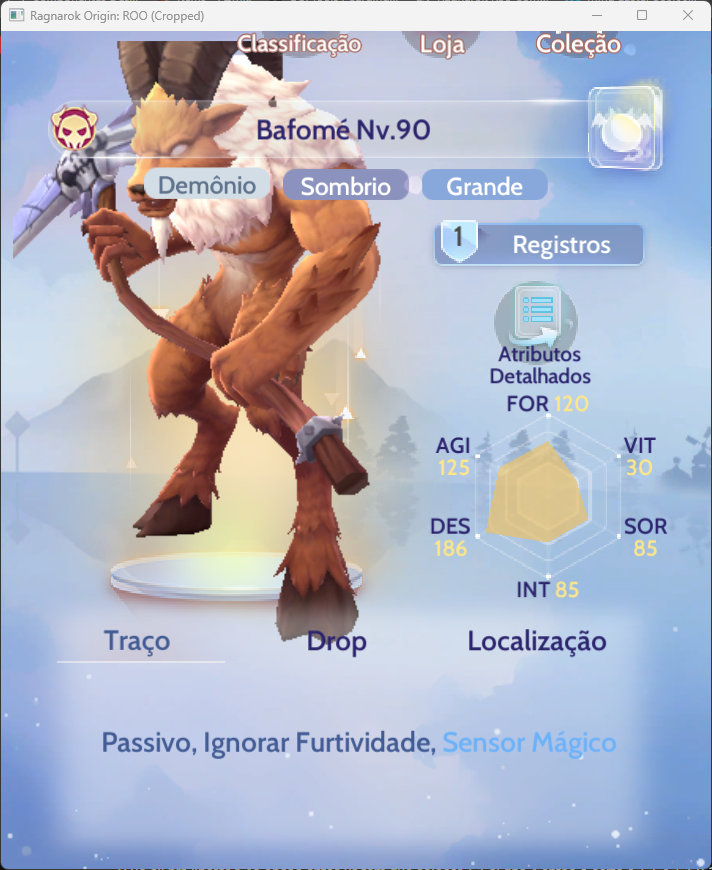 Ragnarok Origin: ROO (Cropped)
Classificação Loja Coleção
Bafomé Nv.90
Demônio Sombrio Grande
1 Registros
Atributos
Detalhados
FOR 120
AGI VIT
125 30
DES SOR
186 85
INT 85
Traço Drop Localização
Passivo, Ignorar Furtividade, Sensor Mágico